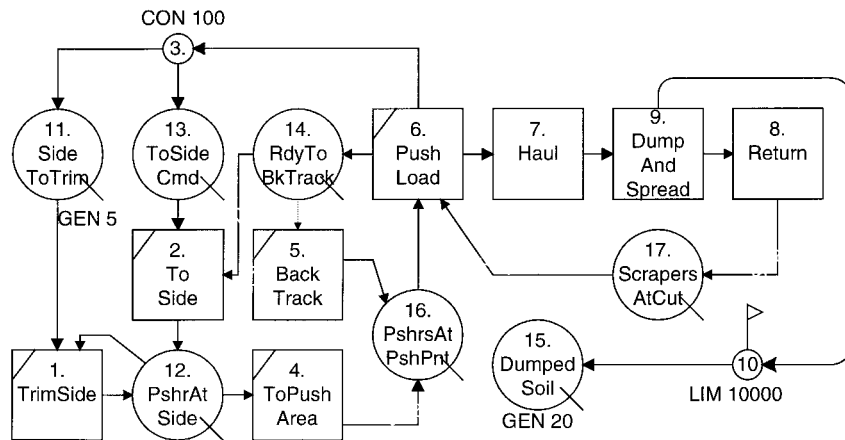 CON 100
3.
11.
Side
ToTrim
GEN 5
13.
ToSide
Cmd
14.
RdyTo
BkTrack
6.
Push
Load
7.
Haul
9.
Dump
And
Spread
8.
Return
2.
To
Side
5.
Back
Track
17.
Scrapers
AtCut
16.
PshrsAt
PshPnt
15.
Dumped
Soil
GEN 20
10
LIM 10000
1.
TrimSide
12.
PshrAt
Side
4.
ToPush
Area